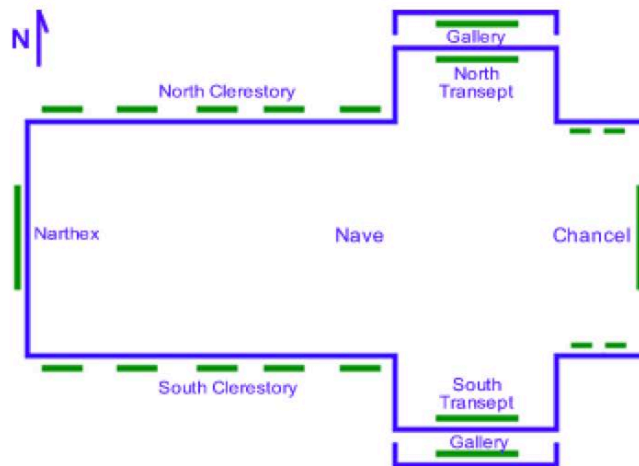 N
Gallery
North
Transept
North Clerestory
Narthex
Nave
Chancel
South Clerestory
South
Transept
Gallery